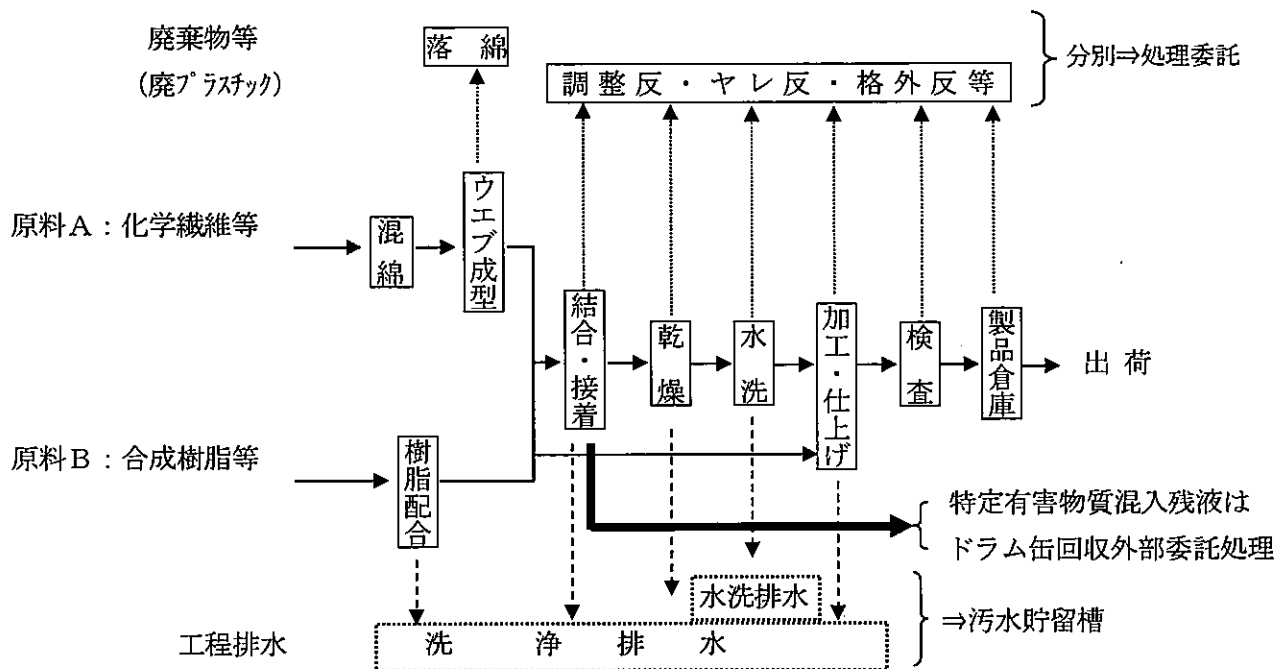 廃棄物等
(廃プラスチック)
落　綿
分別⇒処理委託
調整反・ヤレ反・格外反等
原料A：化学繊維等
混綿
ウエブ成型
結合・接着
乾燥
水洗
加工・仕上げ
検査
製品倉庫
出 荷
原料B：合成樹脂等
樹脂配合
特定有害物質混入残液は
ドラム缶回収外部委託処理
水洗排水
⇒汚水貯留槽
工程排水
洗　浄　排　水